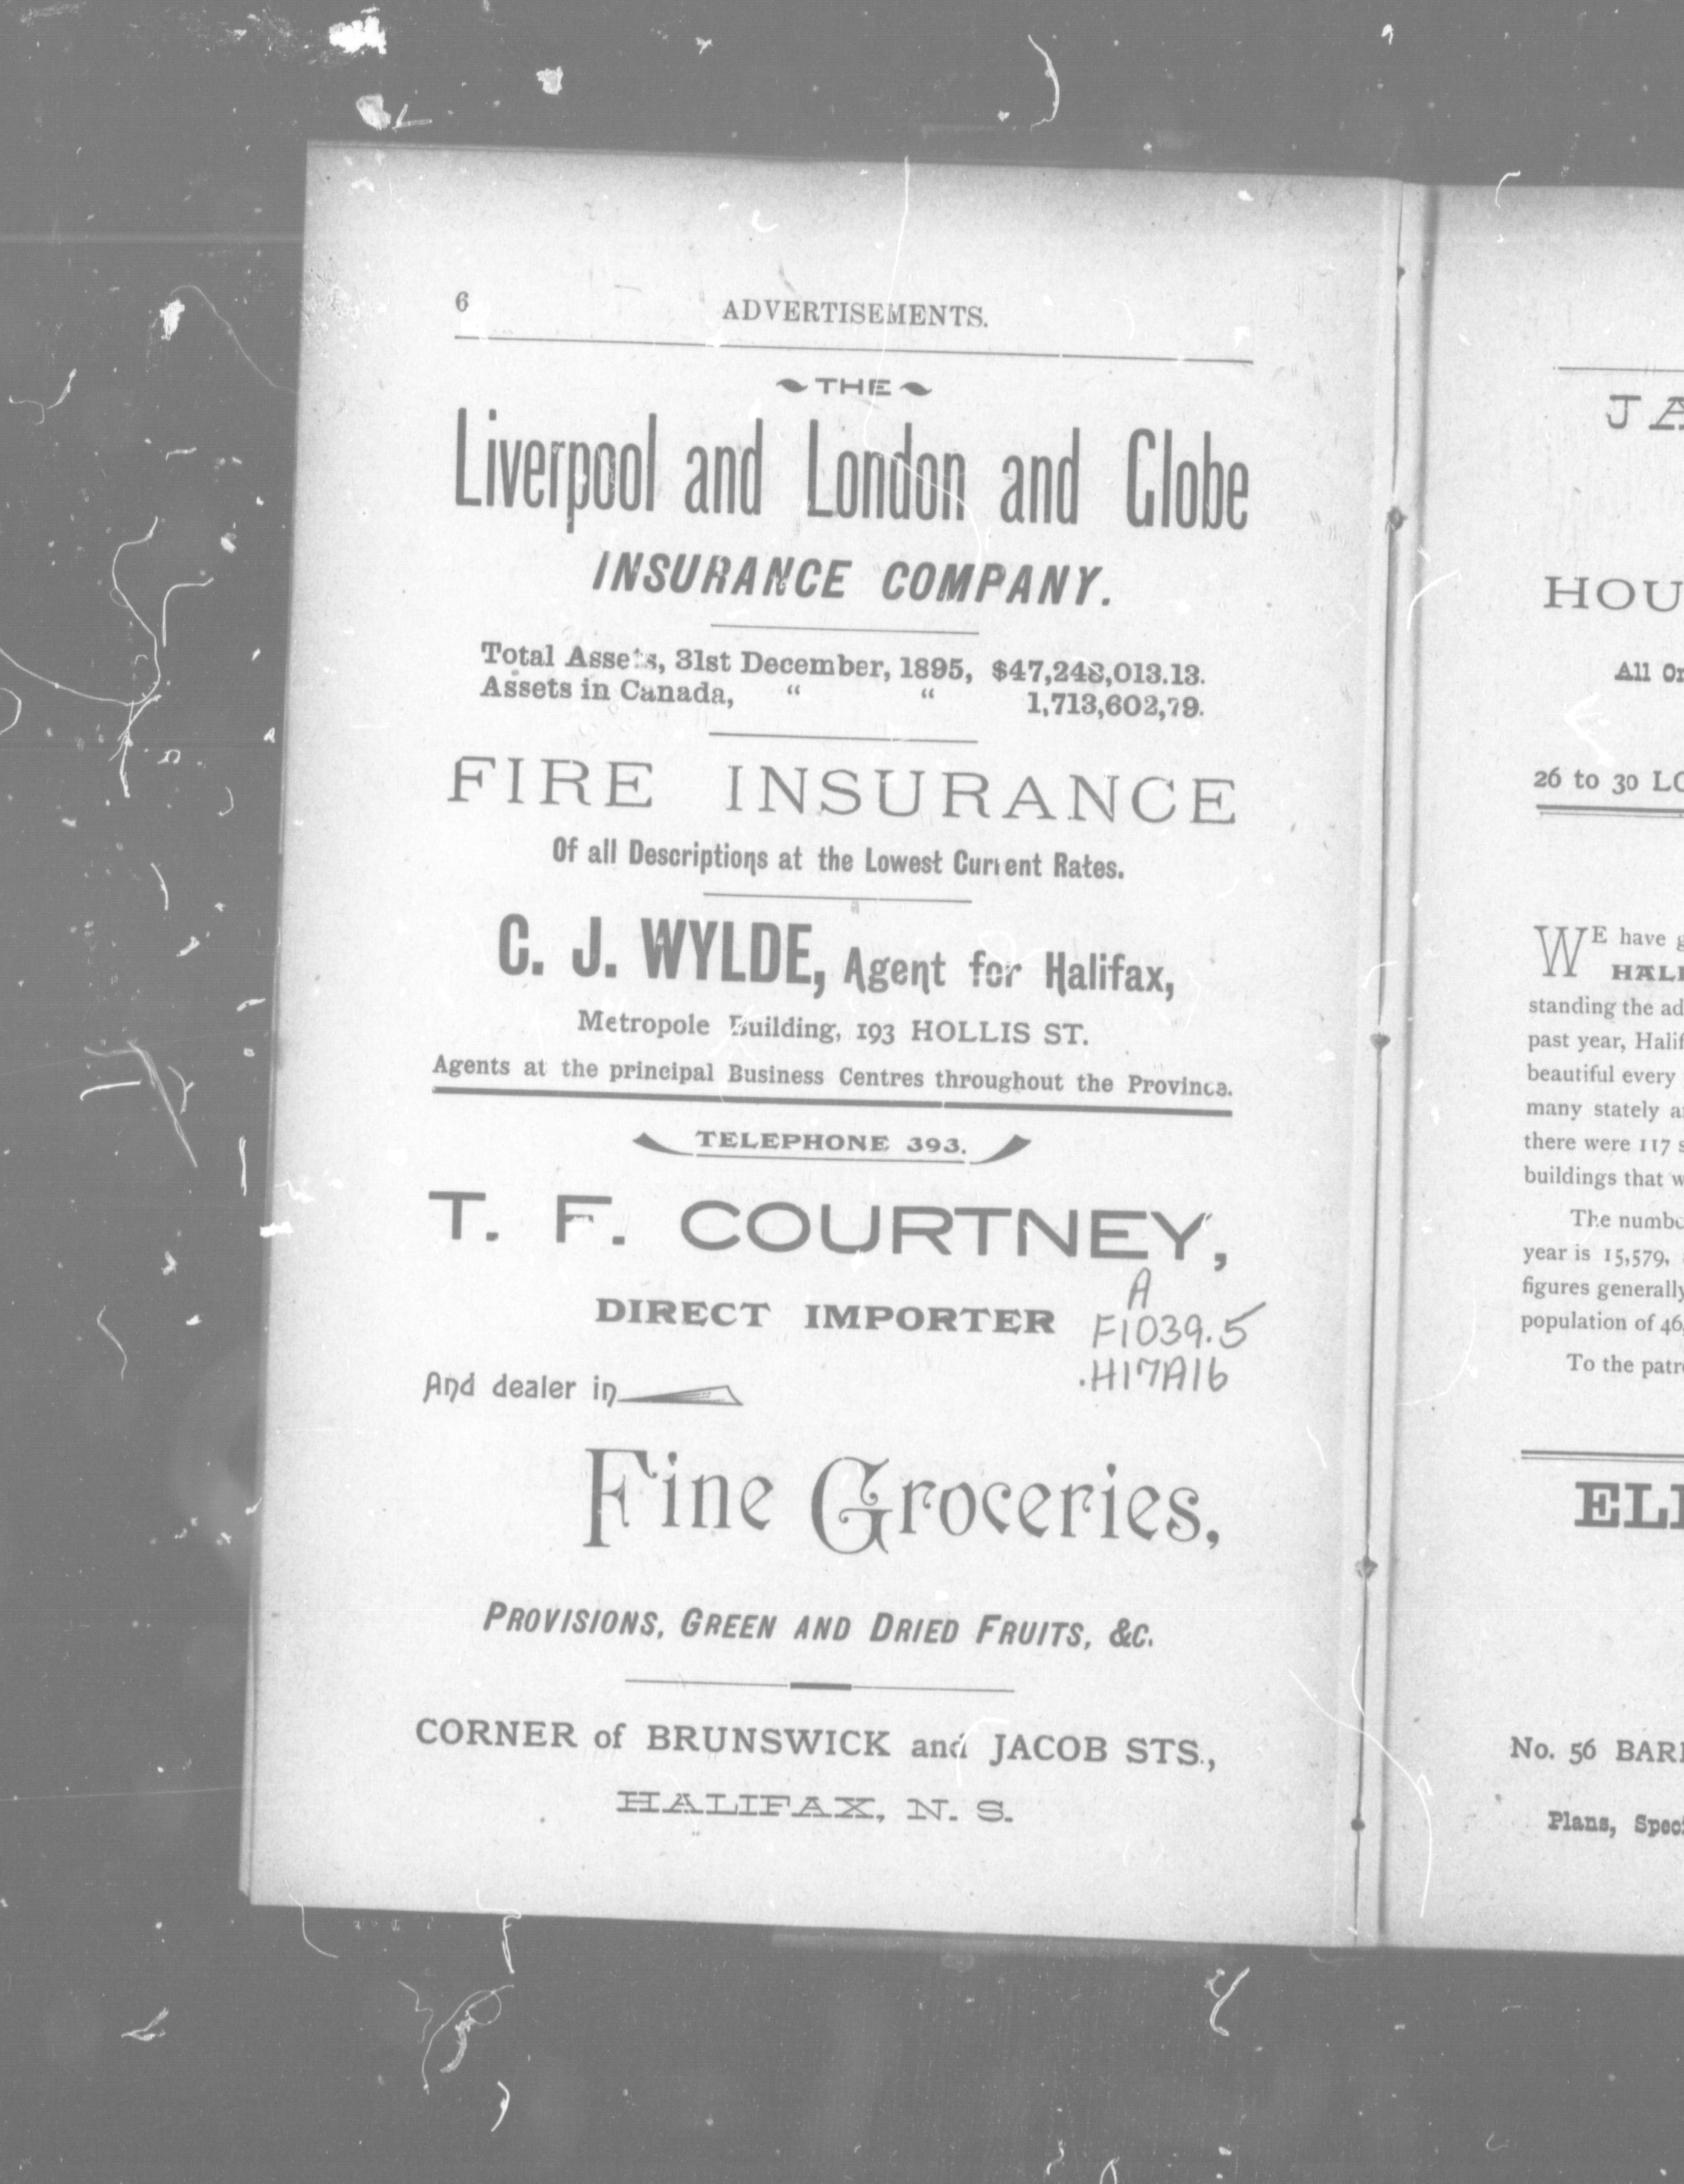 6
ADVERTISEMENTS.
THE
Liverpool and London and Globe
INSURANCE COMPANY.
Total Assets, 31st December, 1895, $47,248,013.13.
Assets in Canada, “ “ 1,713,602,79.
FIRE INSURANCE
Of all Descriptions at the Lowest Current Rates.
C. J. WYLDE, Agent for Halifax,
Metropole Building, 193 HOLLIS ST.
Agents at the principal Business Centres throughout the Province.
TELEPHONE 393.
T. F. COURTNEY,
DIRECT IMPORTER
A
F1039.5
.H17A16
And dealer in
Fine Groceries,
PROVISIONS, GREEN AND DRIED FRUITS, &C.
CORNER of BRUNSWICK and JACOB STS.,
HALIFAX, N. S.
JA
HOU
All Or
26 to 30 LO
WE have g
HALI
standing the ad
past year, Halif
beautiful every
many stately a
there were 117 s
buildings that w
The numbe
year is 15,579,
figures generally
population of 46,
To the patr
ELI
No. 56 BAR
Plans, Speci